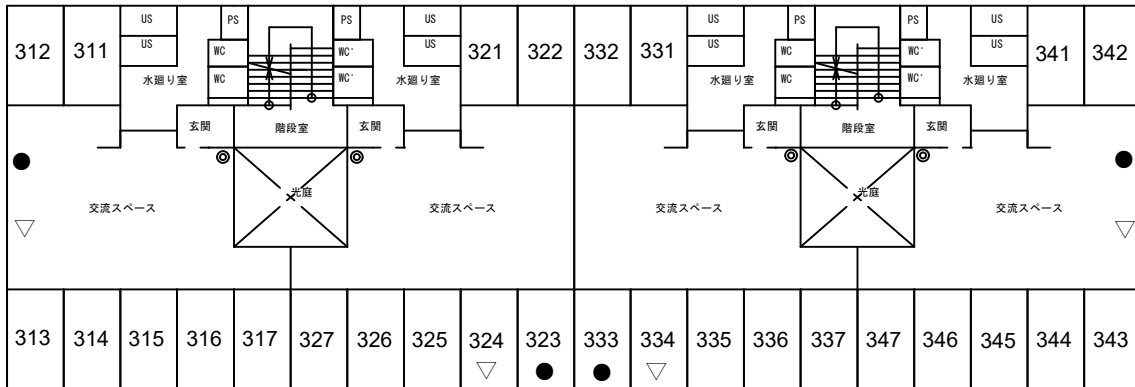 US PS PS US US PS PS US
312 311 321 322 332 331 341 342
US WC WC' US US WC WC' US
水廻り室 WC WC' 水廻り室 水廻り室 WC WC' 水廻り室
玄関 階段室 玄関 玄関 階段室 玄関
光庭 光庭
交流スペース 交流スペース 交流スペース 交流スペース
313 314 315 316 317 327 326 325 324 323 333 334 335 336 337 347 346 345 344 343